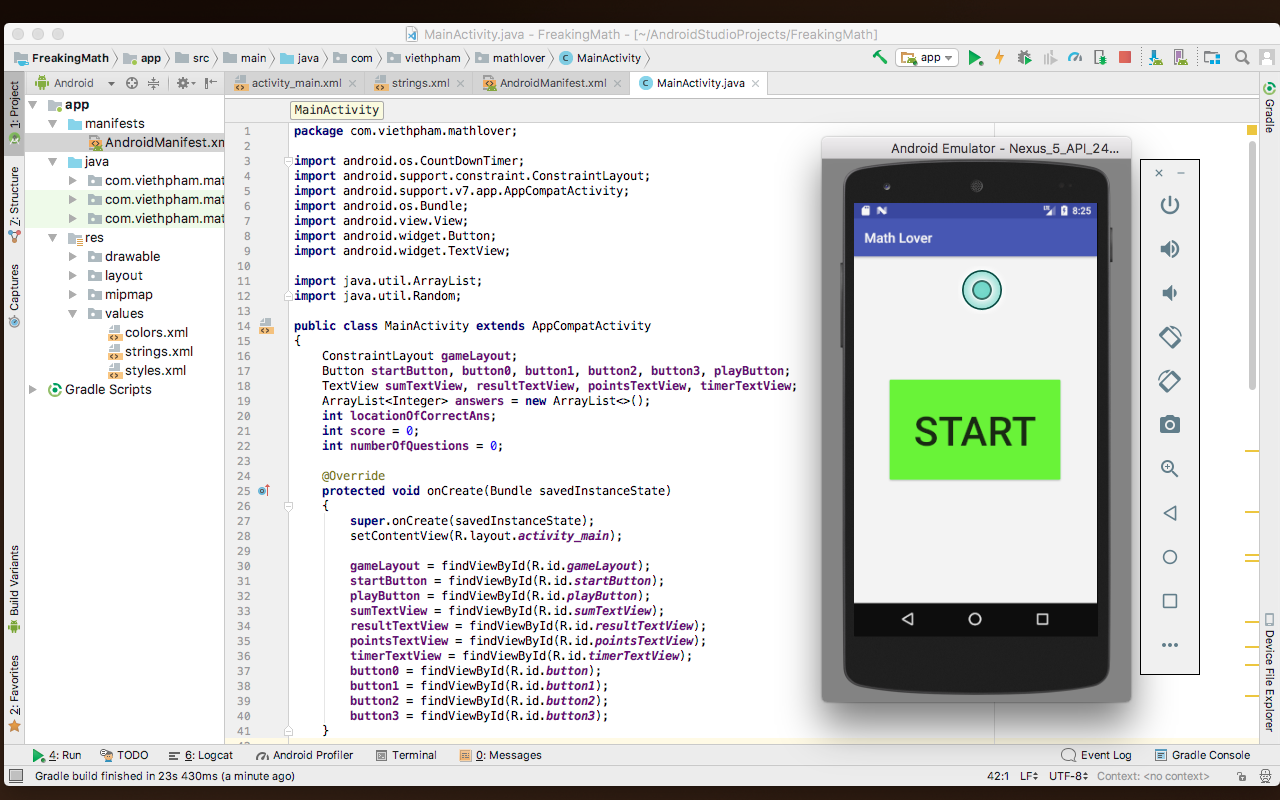 MainActivity.java - FreakingMath - [~/AndroidStudioProjects/FreakingMath]
FreakingMath app src main java com viethpham mathlover MainActivity
app
Android
activity_main.xml strings.xml AndroidManifest.xml MainActivity.java
1: Project
7: Structure
Captures
Build Variants
2: Favorites
app
manifests
AndroidManifest.xm
java
com.viethpham.mat
com.viethpham.mat
com.viethpham.mat
res
drawable
layout
mipmap
values
colors.xml
strings.xml
styles.xml
Gradle Scripts
MainActivity
1 package com.viethpham.mathlover;
2
3 import android.os.CountDownTimer;
4 import android.support.constraint.ConstraintLayout;
5 import android.support.v7.app.AppCompatActivity;
6 import android.os.Bundle;
7 import android.view.View;
8 import android.widget.Button;
9 import android.widget.TextView;
10
11 import java.util.ArrayList;
12 import java.util.Random;
13
14 public class MainActivity extends AppCompatActivity
15 {
16 ConstraintLayout gameLayout;
17 Button startButton, button0, button1, button2, button3, playButton;
18 TextView sumTextView, resultTextView, pointsTextView, timerTextView;
19 ArrayList<Integer> answers = new ArrayList<>();
20 int locationOfCorrectAns;
21 int score = 0;
22 int numberOfQuestions = 0;
23
24 @Override
25 protected void onCreate(Bundle savedInstanceState)
26 {
27 super.onCreate(savedInstanceState);
28 setContentView(R.layout.activity_main);
29
30 gameLayout = findViewById(R.id.gameLayout);
31 startButton = findViewById(R.id.startButton);
32 playButton = findViewById(R.id.playButton);
33 sumTextView = findViewById(R.id.sumTextView);
34 resultTextView = findViewById(R.id.resultTextView);
35 pointsTextView = findViewById(R.id.pointsTextView);
36 timerTextView = findViewById(R.id.timerTextView);
37 button0 = findViewById(R.id.button);
38 button1 = findViewById(R.id.button1);
39 button2 = findViewById(R.id.button2);
40 button3 = findViewById(R.id.button3);
41 }
Android Emulator - Nexus_5_API_24...
8:25
Math Lover
START
Gradle
Device File Explorer
4: Run TODO 6: Logcat Android Profiler Terminal 0: Messages Event Log Gradle Console
Gradle build finished in 23s 430ms (a minute ago) 42:1 LF UTF-8 Context: <no context>